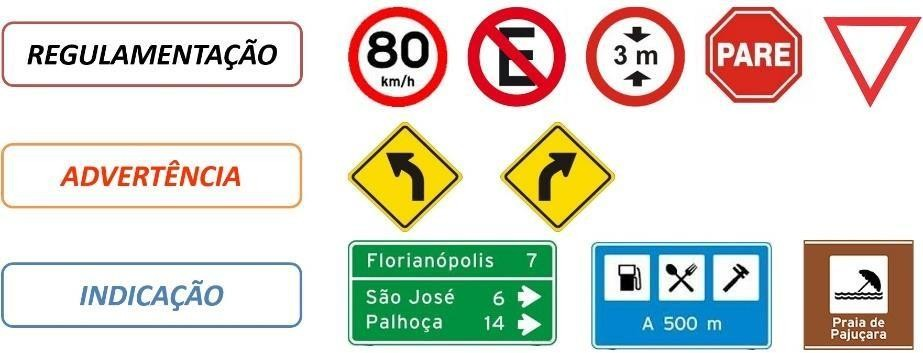 REGULAMENTAÇÃO
80
km/h
E
3 m
PARE
ADVERTÊNCIA
INDICAÇÃO
Florianópolis 7
São José 6
Palhoça 14
A 500 m
Praia de
Pajuçara